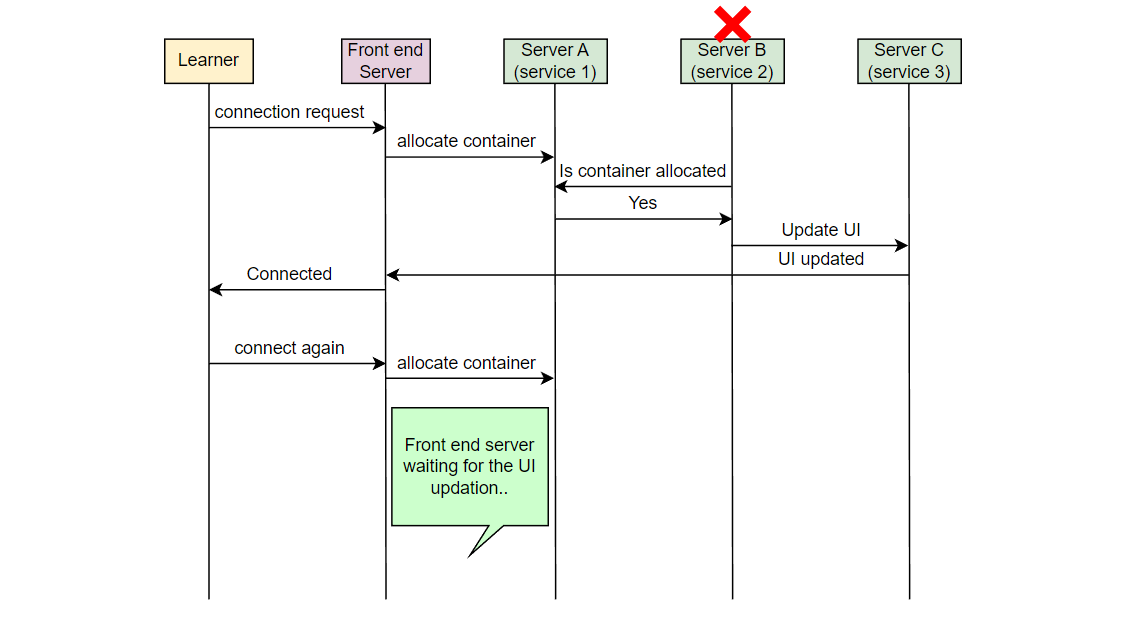 Learner
Front end
Server
Server A
(service 1)
Server B
(service 2)
Server C
(service 3)
connection request
allocate container
Is container allocated
Yes
Update UI
UI updated
Connected
connect again
allocate container
Front end server
waiting for the UI
updation..